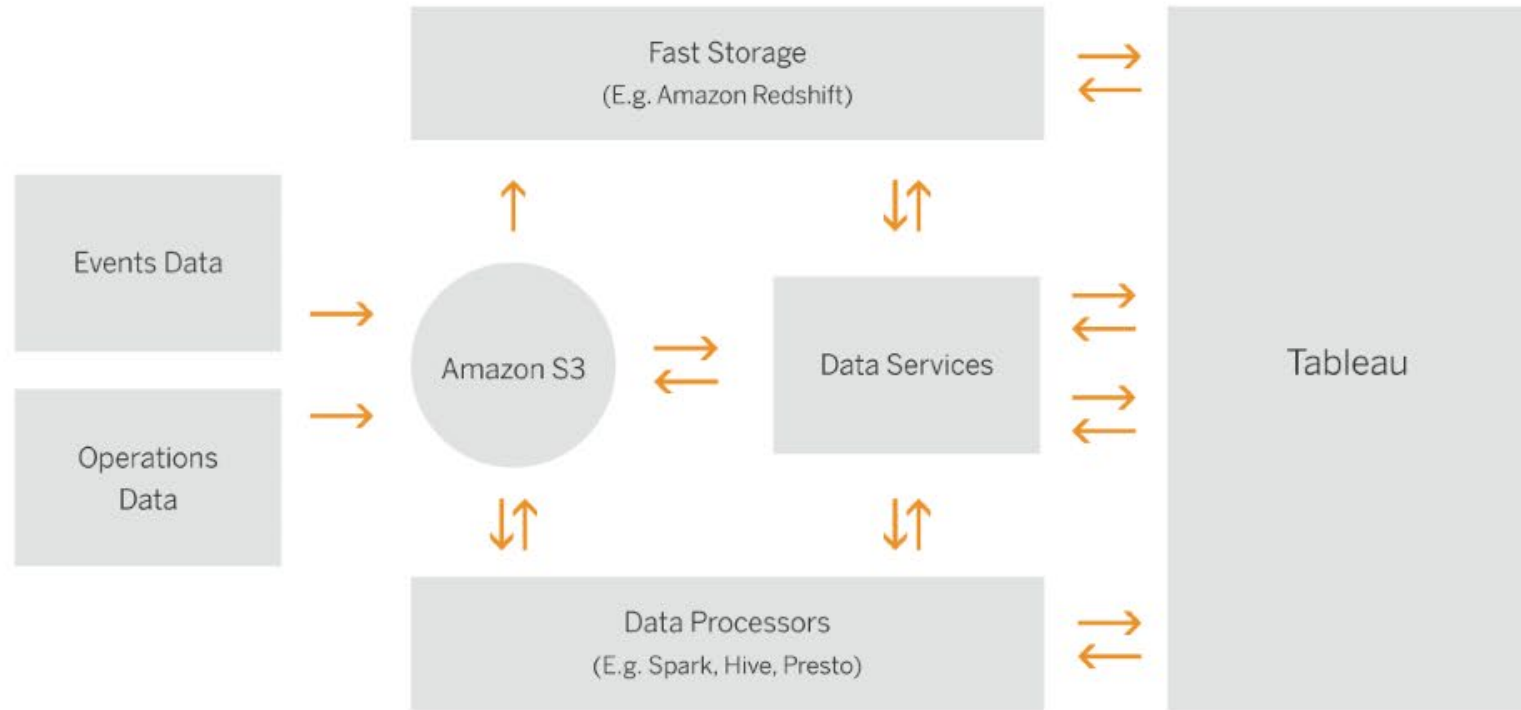 Fast Storage
(E.g. Amazon Redshift)
Events Data
Operations
Data
Amazon S3
Data Services
Tableau
Data Processors
(E.g. Spark, Hive, Presto)